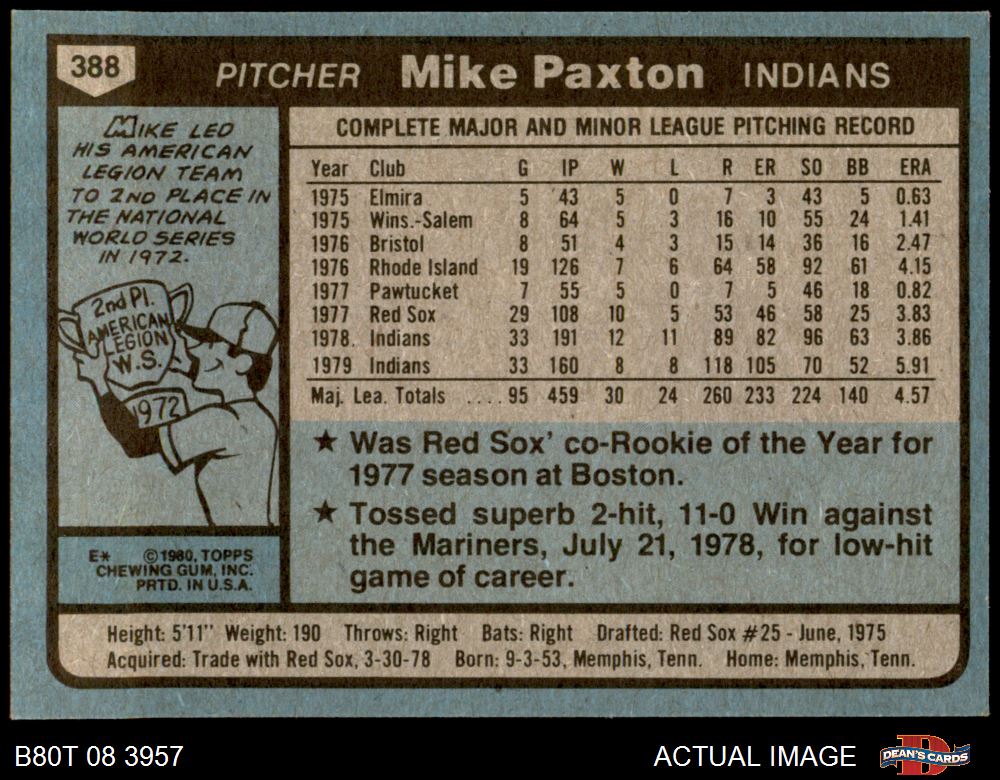 388 PITCHER Mike Paxton INDIANS
MIKE LED
HIS AMERICAN
LEGION TEAM
TO 2ND PLACE IN
THE NATIONAL
WORLD SERIES
IN 1972.
2nd Pl.
AMERICAN
LEGION
W.S.
1972
E* ©1980, TOPPS
CHEWING GUM, INC.
PRTD. IN U.S.A.
COMPLETE MAJOR AND MINOR LEAGUE PITCHING RECORD
Year Club G IP W L R ER SO BB ERA
1975 Elmira 5 43 5 0 7 3 43 5 0.63
1975 Wins.-Salem 8 64 5 3 16 10 55 24 1.41
1976 Bristol 8 51 4 3 15 14 36 16 2.47
1976 Rhode Island 19 126 7 6 64 58 92 61 4.15
1977 Pawtucket 7 55 5 0 7 5 46 18 0.82
1977 Red Sox 29 108 10 5 53 46 58 25 3.83
1978. Indians 33 191 12 11 89 82 96 63 3.86
1979 Indians 33 160 8 8 118 105 70 52 5.91
Maj. Lea. Totals .... 95 459 30 24 260 233 224 140 4.57
★ Was Red Sox' co-Rookie of the Year for
1977 season at Boston.
★ Tossed superb 2-hit, 11-0 Win against
the Mariners, July 21, 1978, for low-hit
game of career.
Height: 5'11" Weight: 190 Throws: Right Bats: Right Drafted: Red Sox #25 - June, 1975
Acquired: Trade with Red Sox, 3-30-78 Born: 9-3-53, Memphis, Tenn. Home: Memphis, Tenn.
B80T 08 3957 ACTUAL IMAGE DEAN'S CARDS